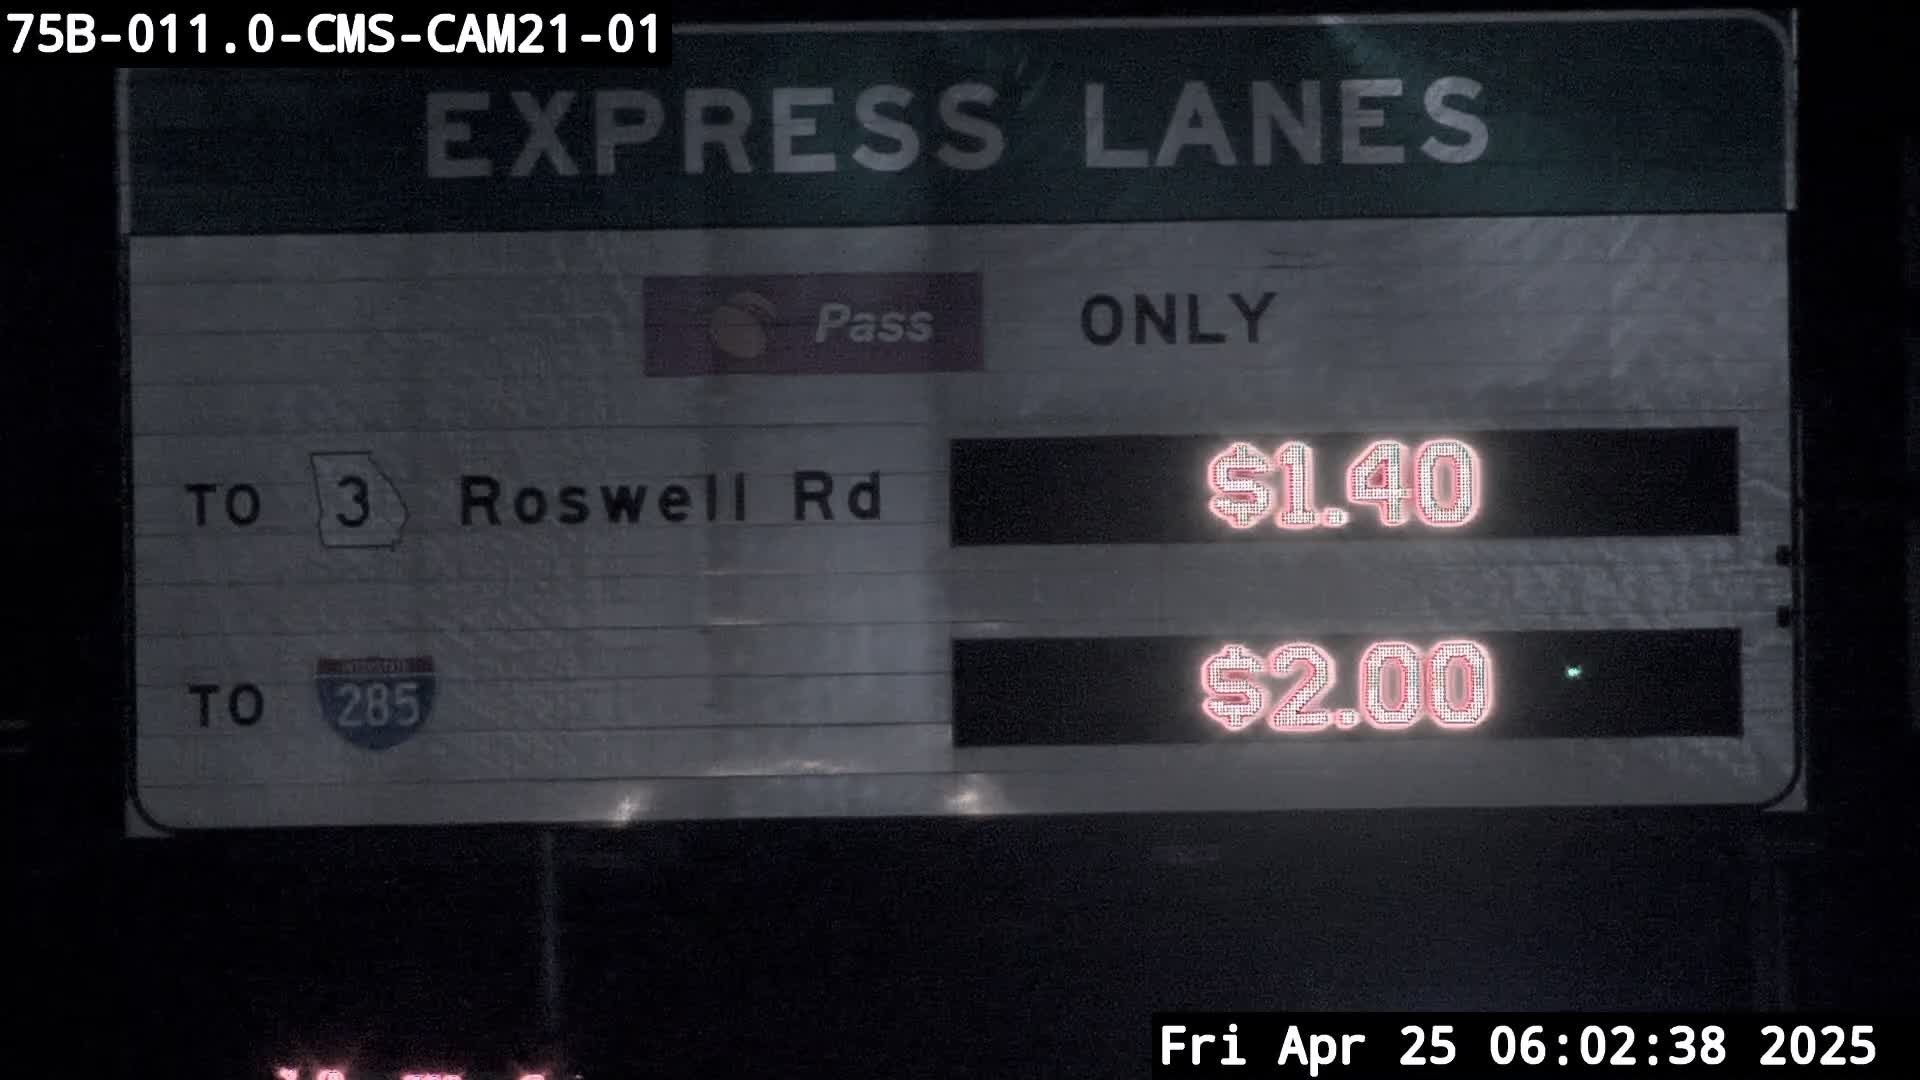 75B-011.0-CMS-CAM21-01
EXPRESS LANES
Pass ONLY
TO 3 Roswell Rd $1.40
TO 285 $2.00
Fri Apr 25 06:02:38 2025